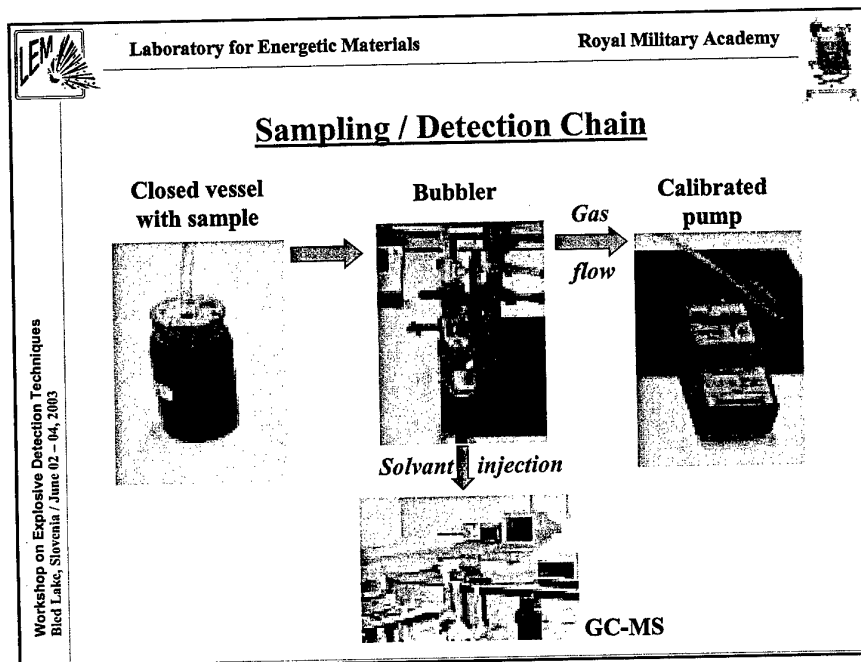 LEM
Laboratory for Energetic Materials
Royal Military Academy
Sampling / Detection Chain
Closed vessel
with sample
Bubbler
Gas
flow
Calibrated
pump
Solvant injection
GC-MS
Workshop on Explosive Detection Techniques
Bled Lake, Slovenia / June 02 – 04, 2003